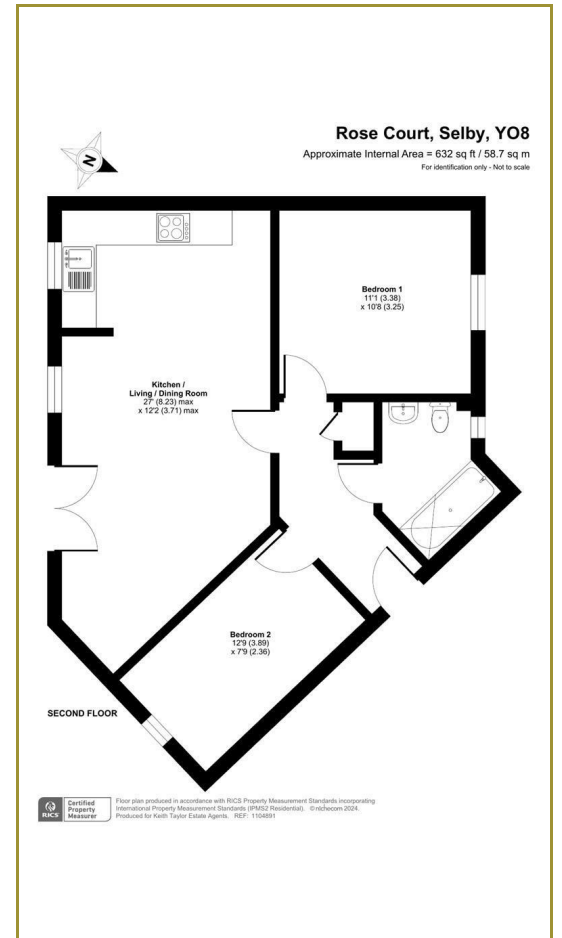 Rose Court, Selby, YO8
Approximate Internal Area = 632 sq ft / 58.7 sq m
For identification only - Not to scale
N
Bedroom 1
11'1 (3.38)
x 10'8 (3.25)
Kitchen /
Living / Dining Room
27' (8.23) max
x 12'2 (3.71) max
Bedroom 2
12'9 (3.89)
x 7'9 (2.36)
SECOND FLOOR
RICS
Certified
Property
Measurer
Floor plan produced in accordance with RICS Property Measurement Standards incorporating
International Property Measurement Standards (IPMS2 Residential). © nichecom 2024.
Produced for Keith Taylor Estate Agents. REF: 1104891